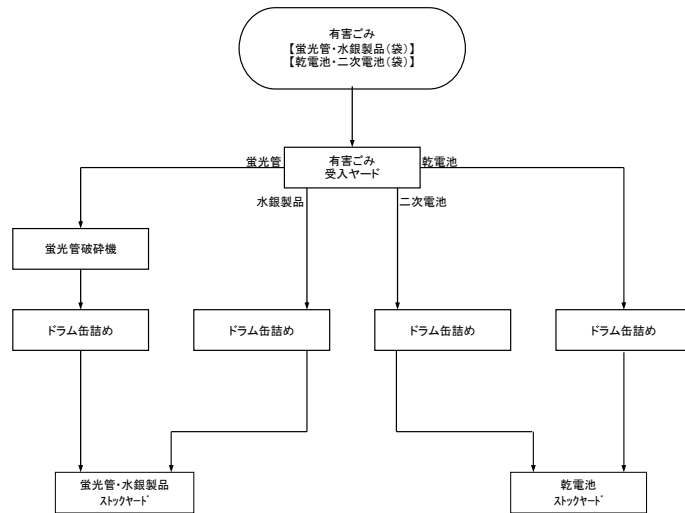 有害ごみ
【蛍光管・水銀製品(袋)】
【乾電池・二次電池(袋)】
蛍光管
有害ごみ
受入ヤード
乾電池
水銀製品
二次電池
蛍光管破砕機
ドラム缶詰め
ドラム缶詰め
ドラム缶詰め
ドラム缶詰め
蛍光管・水銀製品
ストックヤード
乾電池
ストックヤード